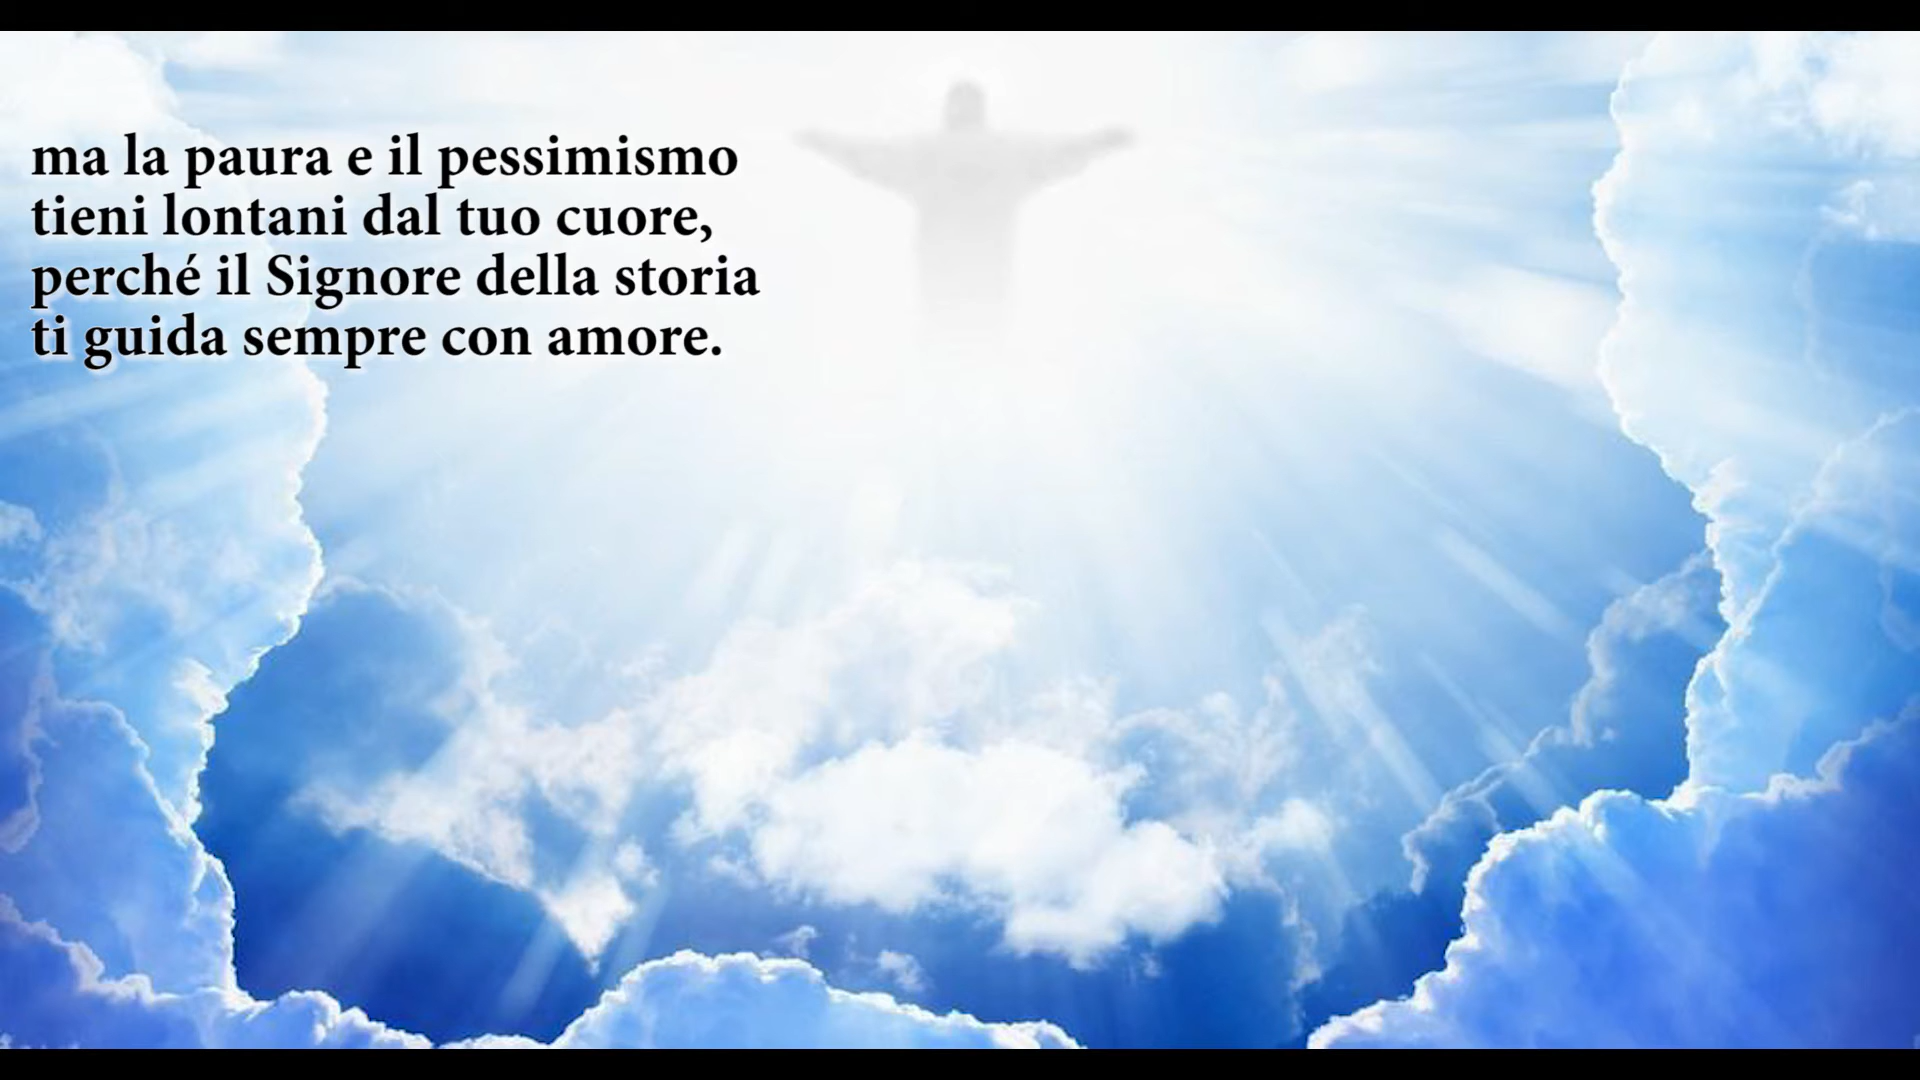 ma la paura e il pessimismo
tieni lontani dal tuo cuore,
perché il Signore della storia
ti guida sempre con amore.